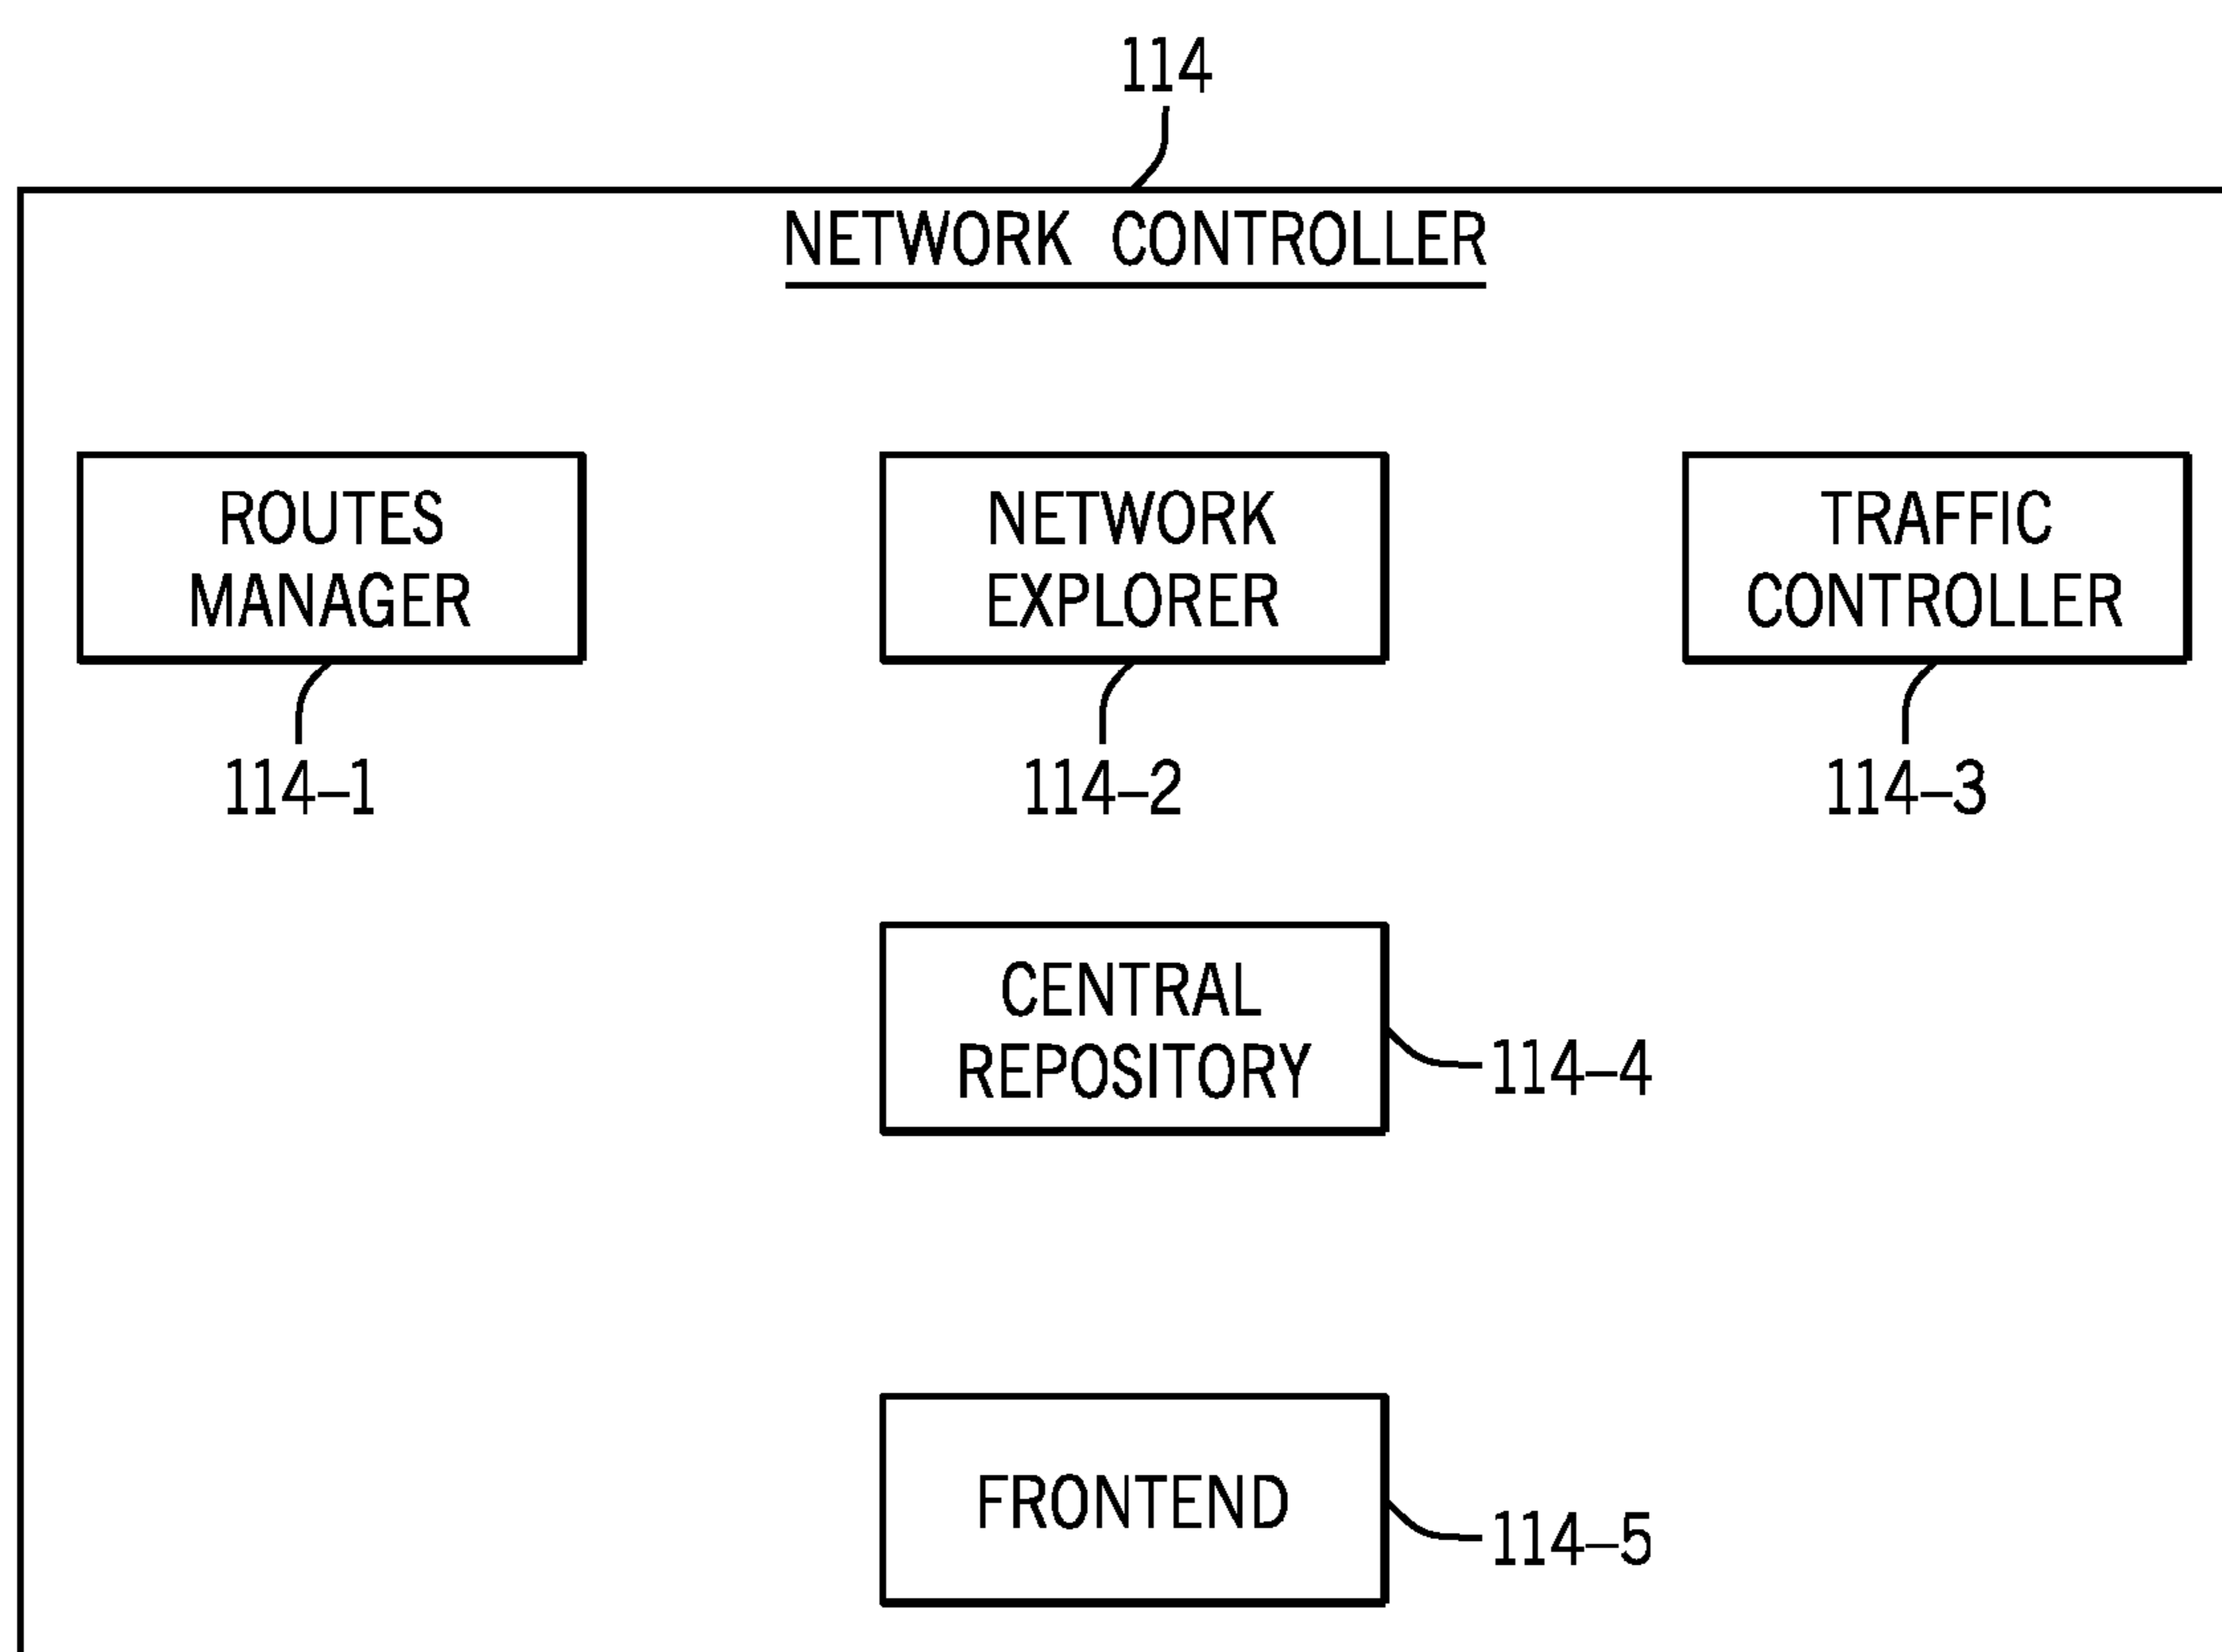 114
NETWORK CONTROLLER
ROUTES
MANAGER
NETWORK
EXPLORER
TRAFFIC
CONTROLLER
114–1
114–2
114–3
CENTRAL
REPOSITORY
114–4
FRONTEND
114–5